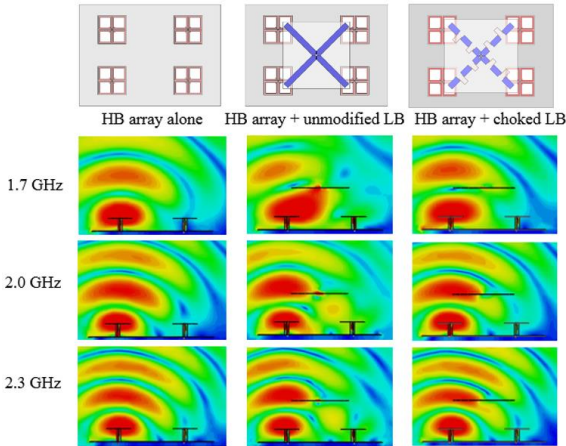 HB array alone
HB array + unmodified LB
HB array + choked LB
1.7 GHz
2.0 GHz
2.3 GHz